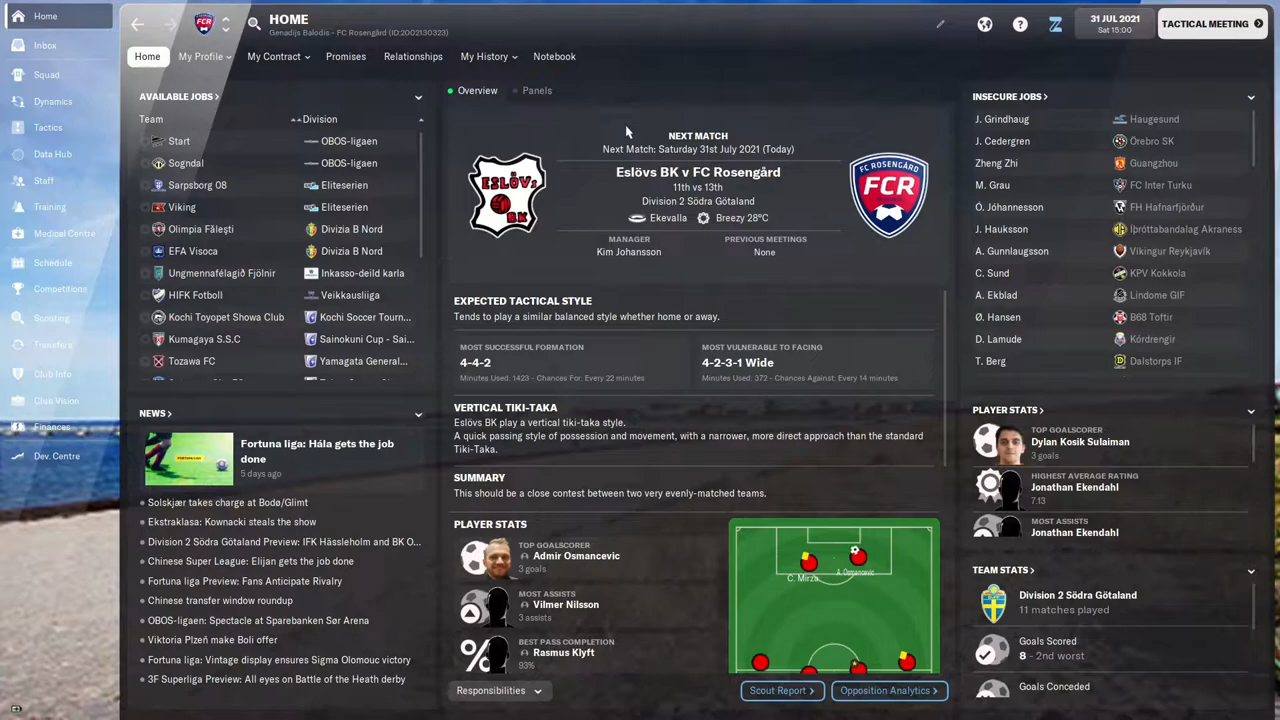 Home
HOME
Genadijs Balodis - FC Rosengård (ID:2002130323)
31 JUL 2021
Sat 15:00
TACTICAL MEETING
Inbox
Squad
Dynamics
Tactics
Data Hub
Staff
Training
Medical Centre
Schedule
Competitions
Scouting
Transfers
Club Info
Club Vision
Finances
Dev. Centre
Home
My Profile
My Contract
Promises
Relationships
My History
Notebook
AVAILABLE JOBS >
Team Division
Start OBOS-ligaen
Sogndal OBOS-ligaen
Sarpsborg 08 Eliteserien
Viking Eliteserien
Olimpia Fălești Divizia B Nord
EFA Visoca Divizia B Nord
Ungmennafélagið Fjölnir Inkasso-deild karla
HIFK Fotboll Veikkausliiga
Kochi Toyopet Showa Club Kochi Soccer Tourn...
Kumagaya S.S.C Sainokuni Cup - Sai...
Tozawa FC Yamagata General...
NEWS >
Fortuna liga: Hála gets the job
done
5 days ago
Solskjær takes charge at Bodø/Glimt
Ekstraklasa: Kownacki steals the show
Division 2 Södra Götaland Preview: IFK Hässleholm and BK O...
Chinese Super League: Elijan gets the job done
Fortuna liga Preview: Fans Anticipate Rivalry
Chinese transfer window roundup
OBOS-ligaen: Spectacle at Sparebanken Sør Arena
Viktoria Plzeň make Boli offer
Fortuna liga: Vintage display ensures Sigma Olomouc victory
3F Superliga Preview: All eyes on Battle of the Heath derby
Overview
Panels
NEXT MATCH
Next Match: Saturday 31st July 2021 (Today)
ESLÖVS
BK
Eslövs BK v FC Rosengård
11th vs 13th
Division 2 Södra Götaland
Ekevalla Breezy 28°C
MANAGER
Kim Johansson
PREVIOUS MEETINGS
None
FC ROSENGÅRD
FCR
EXPECTED TACTICAL STYLE
Tends to play a similar balanced style whether home or away.
MOST SUCCESSFUL FORMATION
4-4-2
Minutes Used: 1423 - Chances For: Every 22 minutes
MOST VULNERABLE TO FACING
4-2-3-1 Wide
Minutes Used: 372 - Chances Against: Every 14 minutes
VERTICAL TIKI-TAKA
Eslövs BK play a vertical tiki-taka style.
A quick passing style of possession and movement, with a narrower, more direct approach than the standard
Tiki-Taka.
SUMMARY
This should be a close contest between two very evenly-matched teams.
PLAYER STATS
TOP GOALSCORER
Admir Osmancevic
3 goals
MOST ASSISTS
Vilmer Nilsson
3 assists
BEST PASS COMPLETION
Rasmus Klyft
93%
C. Mirza
A. Osmancevic
Responsibilities
Scout Report >
Opposition Analytics >
INSECURE JOBS >
J. Grindhaug Haugesund
J. Cedergren Örebro SK
Zheng Zhi Guangzhou
M. Grau FC Inter Turku
Ó. Jóhannesson FH Hafnarfjörður
J. Hauksson Íþróttabandalag Akraness
A. Gunnlaugsson Víkingur Reykjavík
C. Sund KPV Kokkola
A. Ekblad Lindome GIF
Ø. Hansen B68 Toftir
D. Lamude Kördrengir
T. Berg Dalstorps IF
PLAYER STATS >
TOP GOALSCORER
Dylan Kosik Sulaiman
3 goals
HIGHEST AVERAGE RATING
Jonathan Ekendahl
7.13
MOST ASSISTS
Jonathan Ekendahl
TEAM STATS >
Division 2 Södra Götaland
11 matches played
Goals Scored
8 - 2nd worst
Goals Conceded